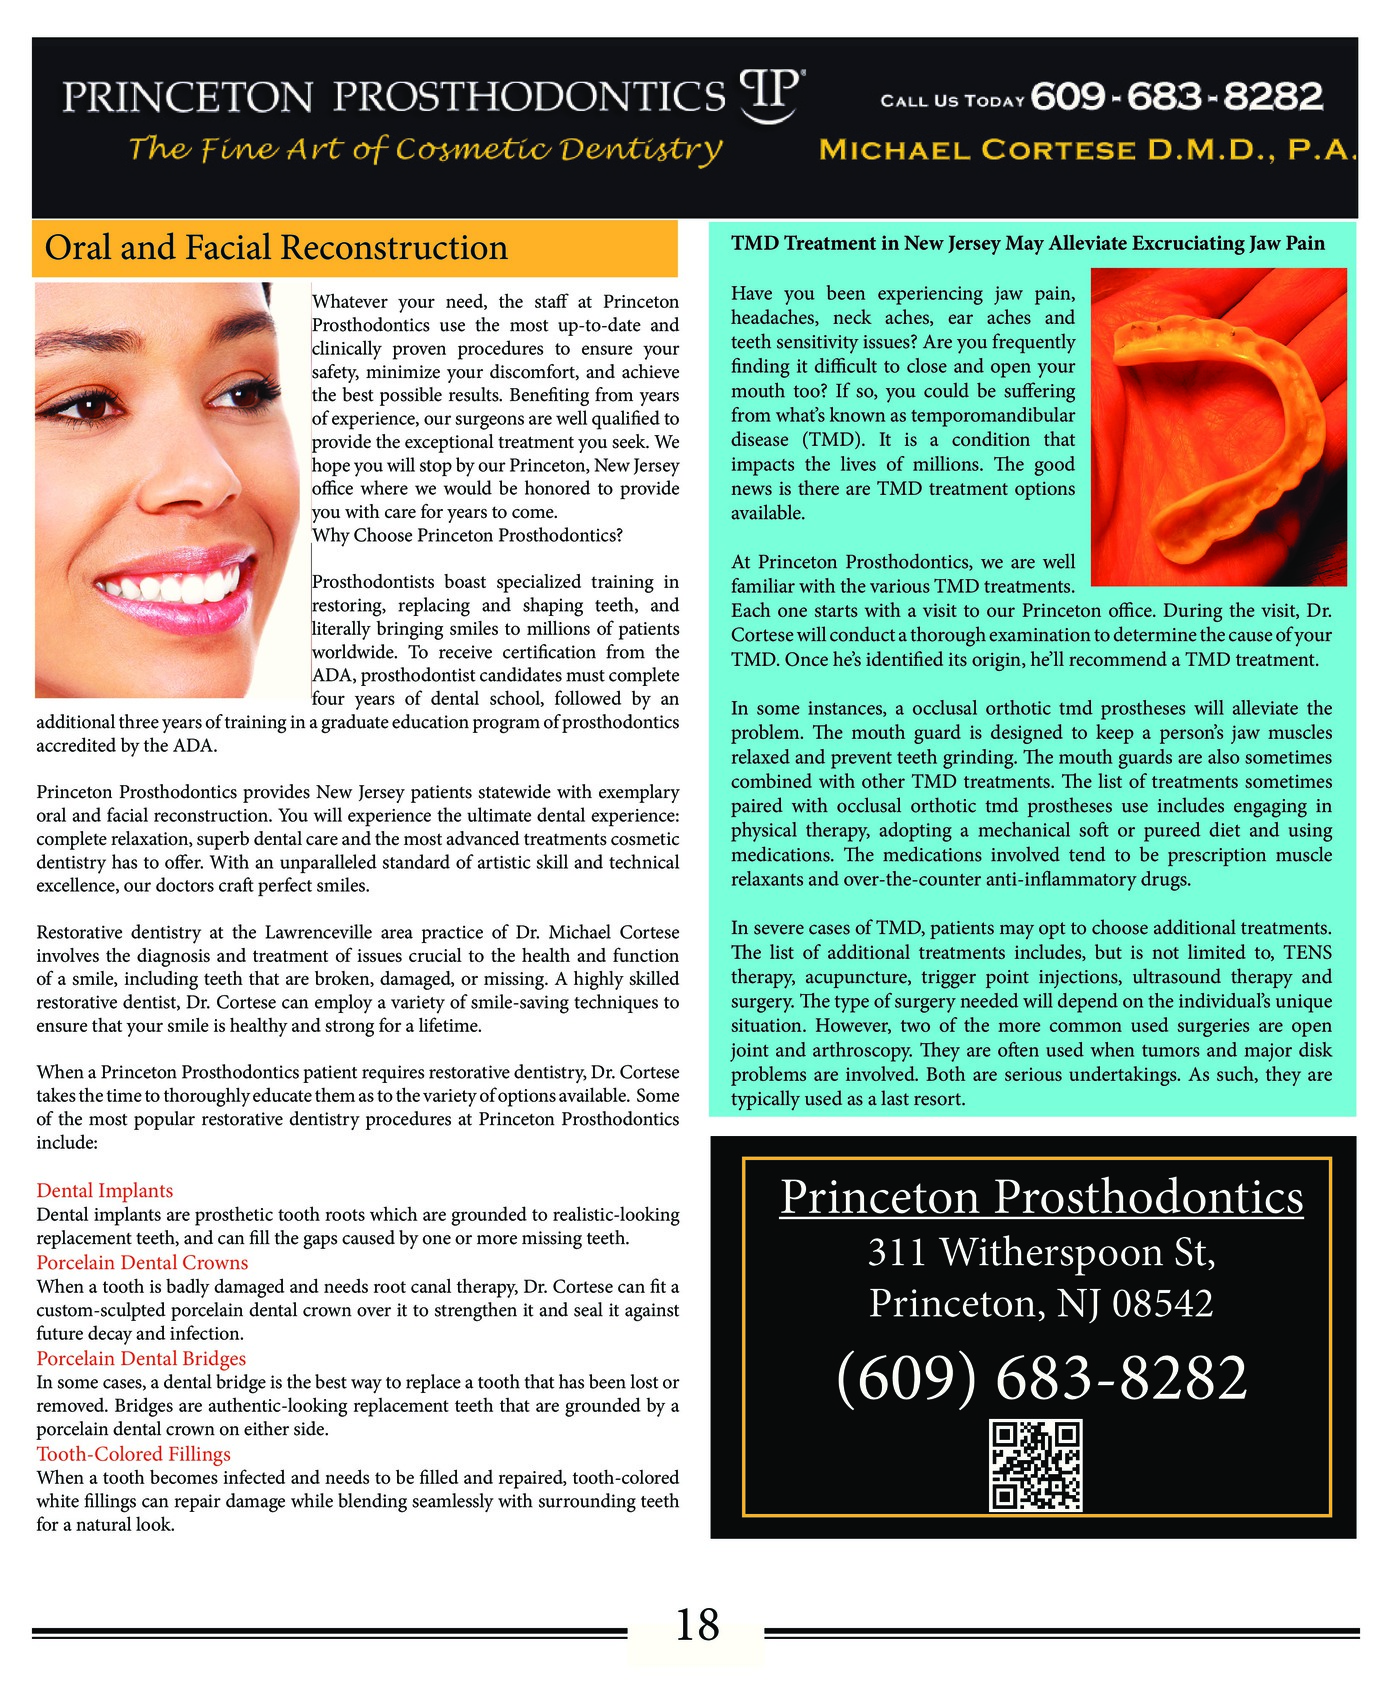 PRINCETON PROSTHODONTICS PP®
The Fine Art of Cosmetic Dentistry
CALL US TODAY 609-683-8282
MICHAEL CORTESE D.M.D., P.A.
Oral and Facial Reconstruction
Whatever your need, the staff at Princeton
Prosthodontics use the most up-to-date and
clinically proven procedures to ensure your
safety, minimize your discomfort, and achieve
the best possible results. Benefiting from years
of experience, our surgeons are well qualified to
provide the exceptional treatment you seek. We
hope you will stop by our Princeton, New Jersey
office where we would be honored to provide
you with care for years to come.
Why Choose Princeton Prosthodontics?
Prosthodontists boast specialized training in
restoring, replacing and shaping teeth, and
literally bringing smiles to millions of patients
worldwide. To receive certification from the
ADA, prosthodontist candidates must complete
four years of dental school, followed by an
additional three years of training in a graduate education program of prosthodontics
accredited by the ADA.
Princeton Prosthodontics provides New Jersey patients statewide with exemplary
oral and facial reconstruction. You will experience the ultimate dental experience:
complete relaxation, superb dental care and the most advanced treatments cosmetic
dentistry has to offer. With an unparalleled standard of artistic skill and technical
excellence, our doctors craft perfect smiles.
Restorative dentistry at the Lawrenceville area practice of Dr. Michael Cortese
involves the diagnosis and treatment of issues crucial to the health and function
of a smile, including teeth that are broken, damaged, or missing. A highly skilled
restorative dentist, Dr. Cortese can employ a variety of smile-saving techniques to
ensure that your smile is healthy and strong for a lifetime.
When a Princeton Prosthodontics patient requires restorative dentistry, Dr. Cortese
takes the time to thoroughly educate them as to the variety of options available. Some
of the most popular restorative dentistry procedures at Princeton Prosthodontics
include:
Dental Implants
Dental implants are prosthetic tooth roots which are grounded to realistic-looking
replacement teeth, and can fill the gaps caused by one or more missing teeth.
Porcelain Dental Crowns
When a tooth is badly damaged and needs root canal therapy, Dr. Cortese can fit a
custom-sculpted porcelain dental crown over it to strengthen it and seal it against
future decay and infection.
Porcelain Dental Bridges
In some cases, a dental bridge is the best way to replace a tooth that has been lost or
removed. Bridges are authentic-looking replacement teeth that are grounded by a
porcelain dental crown on either side.
Tooth-Colored Fillings
When a tooth becomes infected and needs to be filled and repaired, tooth-colored
white fillings can repair damage while blending seamlessly with surrounding teeth
for a natural look.
TMD Treatment in New Jersey May Alleviate Excruciating Jaw Pain
Have you been experiencing jaw pain,
headaches, neck aches, ear aches and
teeth sensitivity issues? Are you frequently
finding it difficult to close and open your
mouth too? If so, you could be suffering
from what's known as temporomandibular
disease (TMD). It is a condition that
impacts the lives of millions. The good
news is there are TMD treatment options
available.
At Princeton Prosthodontics, we are well
familiar with the various TMD treatments.
Each one starts with a visit to our Princeton office. During the visit, Dr.
Cortese will conduct a thorough examination to determine the cause of your
TMD. Once he's identified its origin, he'll recommend a TMD treatment.
In some instances, a occlusal orthotic tmd prostheses will alleviate the
problem. The mouth guard is designed to keep a person's jaw muscles
relaxed and prevent teeth grinding. The mouth guards are also sometimes
combined with other TMD treatments. The list of treatments sometimes
paired with occlusal orthotic tmd prostheses use includes engaging in
physical therapy, adopting a mechanical soft or pureed diet and using
medications. The medications involved tend to be prescription muscle
relaxants and over-the-counter anti-inflammatory drugs.
In severe cases of TMD, patients may opt to choose additional treatments.
The list of additional treatments includes, but is not limited to, TENS
therapy, acupuncture, trigger point injections, ultrasound therapy and
surgery. The type of surgery needed will depend on the individual's unique
situation. However, two of the more common used surgeries are open
joint and arthroscopy. They are often used when tumors and major disk
problems are involved. Both are serious undertakings. As such, they are
typically used as a last resort.
Princeton Prosthodontics
311 Witherspoon St,
Princeton, NJ 08542
(609) 683-8282
18